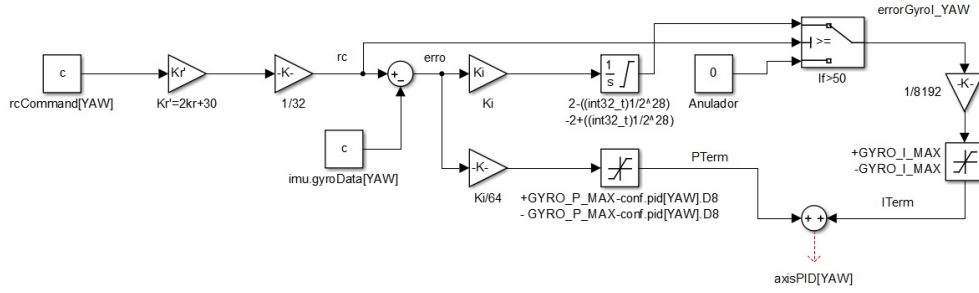 errorGyroI_YAW
rc
erro
c
Kr'
-K-
+
-
Ki
1
s
0
>=
rcCommand[YAW]
Kr'=2kr+30
1/32
Ki
2-((int32_t)1/2^28)
-2+((int32_t)1/2^28)
Anulador
If>50
1/8192
-K-
c
imu.gyroData[YAW]
-K-
Ki/64
PTerm
+GYRO_P_MAX-conf.pid[YAW].D8
- GYRO_P_MAX-conf.pid[YAW].D8
+GYRO_I_MAX
-GYRO_I_MAX
ITerm
+ +
axisPID[YAW]